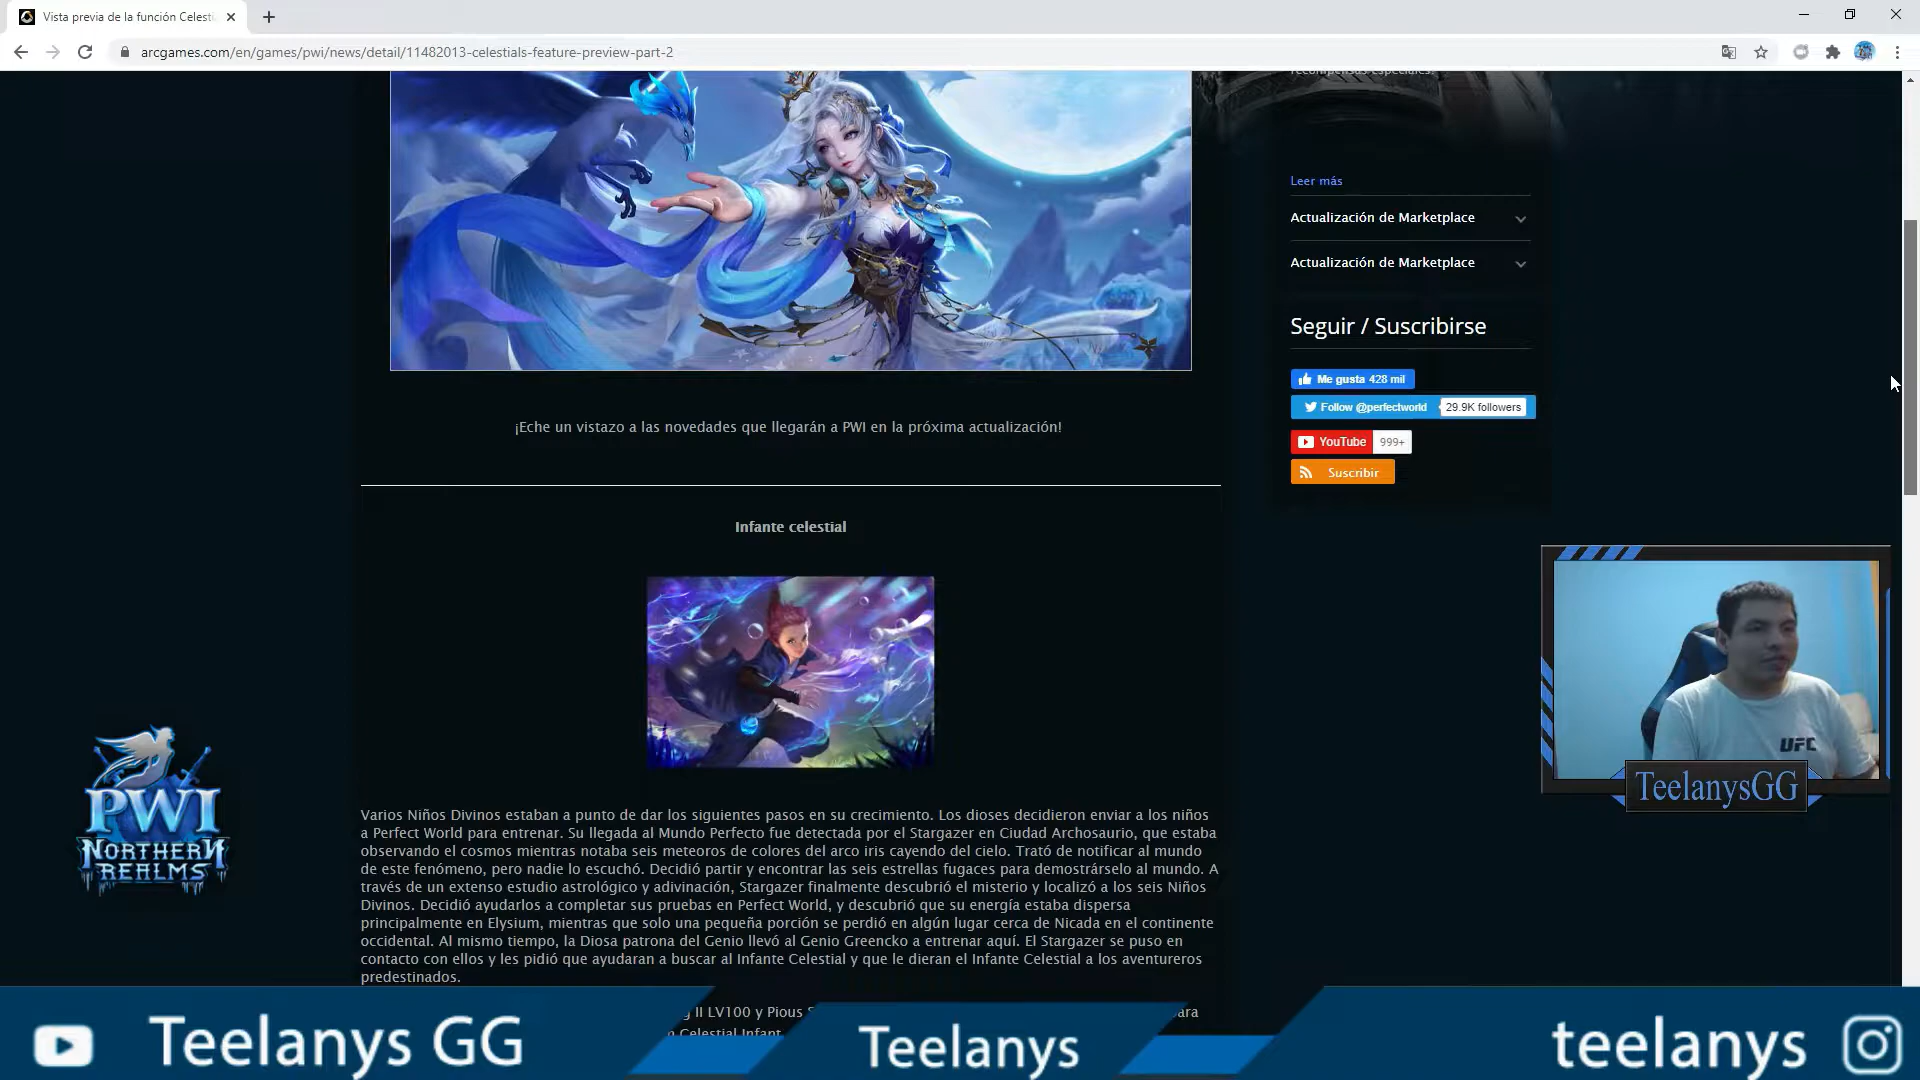 Vista previa de la función Celesti
arcgames.com/en/games/pwi/news/detail/11482013-celestials-feature-preview-part-2
recompensas especiales.
Leer más
Actualización de Marketplace
Actualización de Marketplace
Seguir / Suscribirse
Me gusta 428 mil
Follow @perfectworld 29.9K followers
YouTube 999+
Suscribir
¡Eche un vistazo a las novedades que llegarán a PWI en la próxima actualización!
Infante celestial
Varios Niños Divinos estaban a punto de dar los siguientes pasos en su crecimiento. Los dioses decidieron enviar a los niños
a Perfect World para entrenar. Su llegada al Mundo Perfecto fue detectada por el Stargazer en Ciudad Archosaurio, que estaba
observando el cosmos mientras notaba seis meteoros de colores del arco iris cayendo del cielo. Trató de notificar al mundo
de este fenómeno, pero nadie lo escuchó. Decidió partir y encontrar las seis estrellas fugaces para demostrárselo al mundo. A
través de un extenso estudio astrológico y adivinación, Stargazer finalmente descubrió el misterio y localizó a los seis Niños
Divinos. Decidió ayudarlos a completar sus pruebas en Perfect World, y descubrió que su energía estaba dispersa
principalmente en Elysium, mientras que solo una pequeña porción se perdió en algún lugar cerca de Nicada en el continente
occidental. Al mismo tiempo, la Diosa patrona del Genio llevó al Genio Greencko a entrenar aquí. El Stargazer se puso en
contacto con ellos y les pidió que ayudaran a buscar al Infante Celestial y que le dieran el Infante Celestial a los aventureros
predestinados.
g II LV100 y Pious S
ara
n Celestial Infant
PWI
NORTHERN
REALMS
UFC
TeelanysGG
Teelanys GG
Teelanys
teelanys